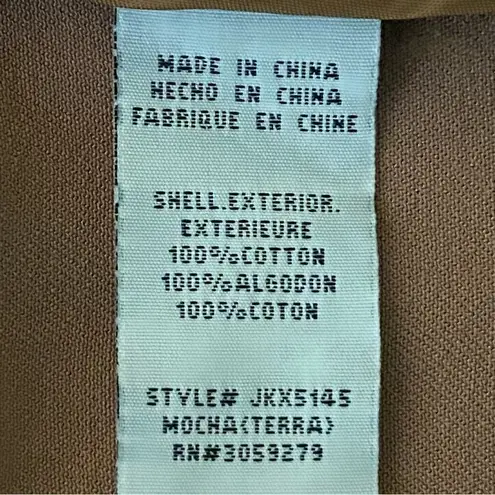 MADE IN CHINA
HECHO EN CHINA
FABRIQUE EN CHINE
SHELL.EXTERIOR.
EXTERIEURE
100%COTTON
100%ALGODON
100%COTON
STYLE# JKX5145
MOCHA(TERRA)
RN#3059279